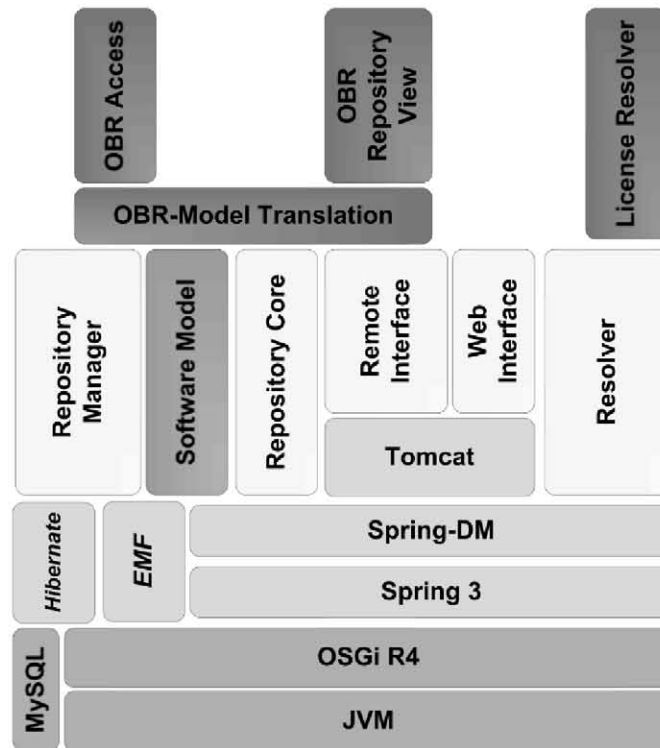 OBR Access
OBR
Repository
View
License Resolver
OBR-Model Translation
Repository
Manager
Software Model
Repository Core
Remote
Interface
Web
Interface
Resolver
Tomcat
Hibernate
EMF
Spring-DM
Spring 3
MySQL
OSGi R4
JVM